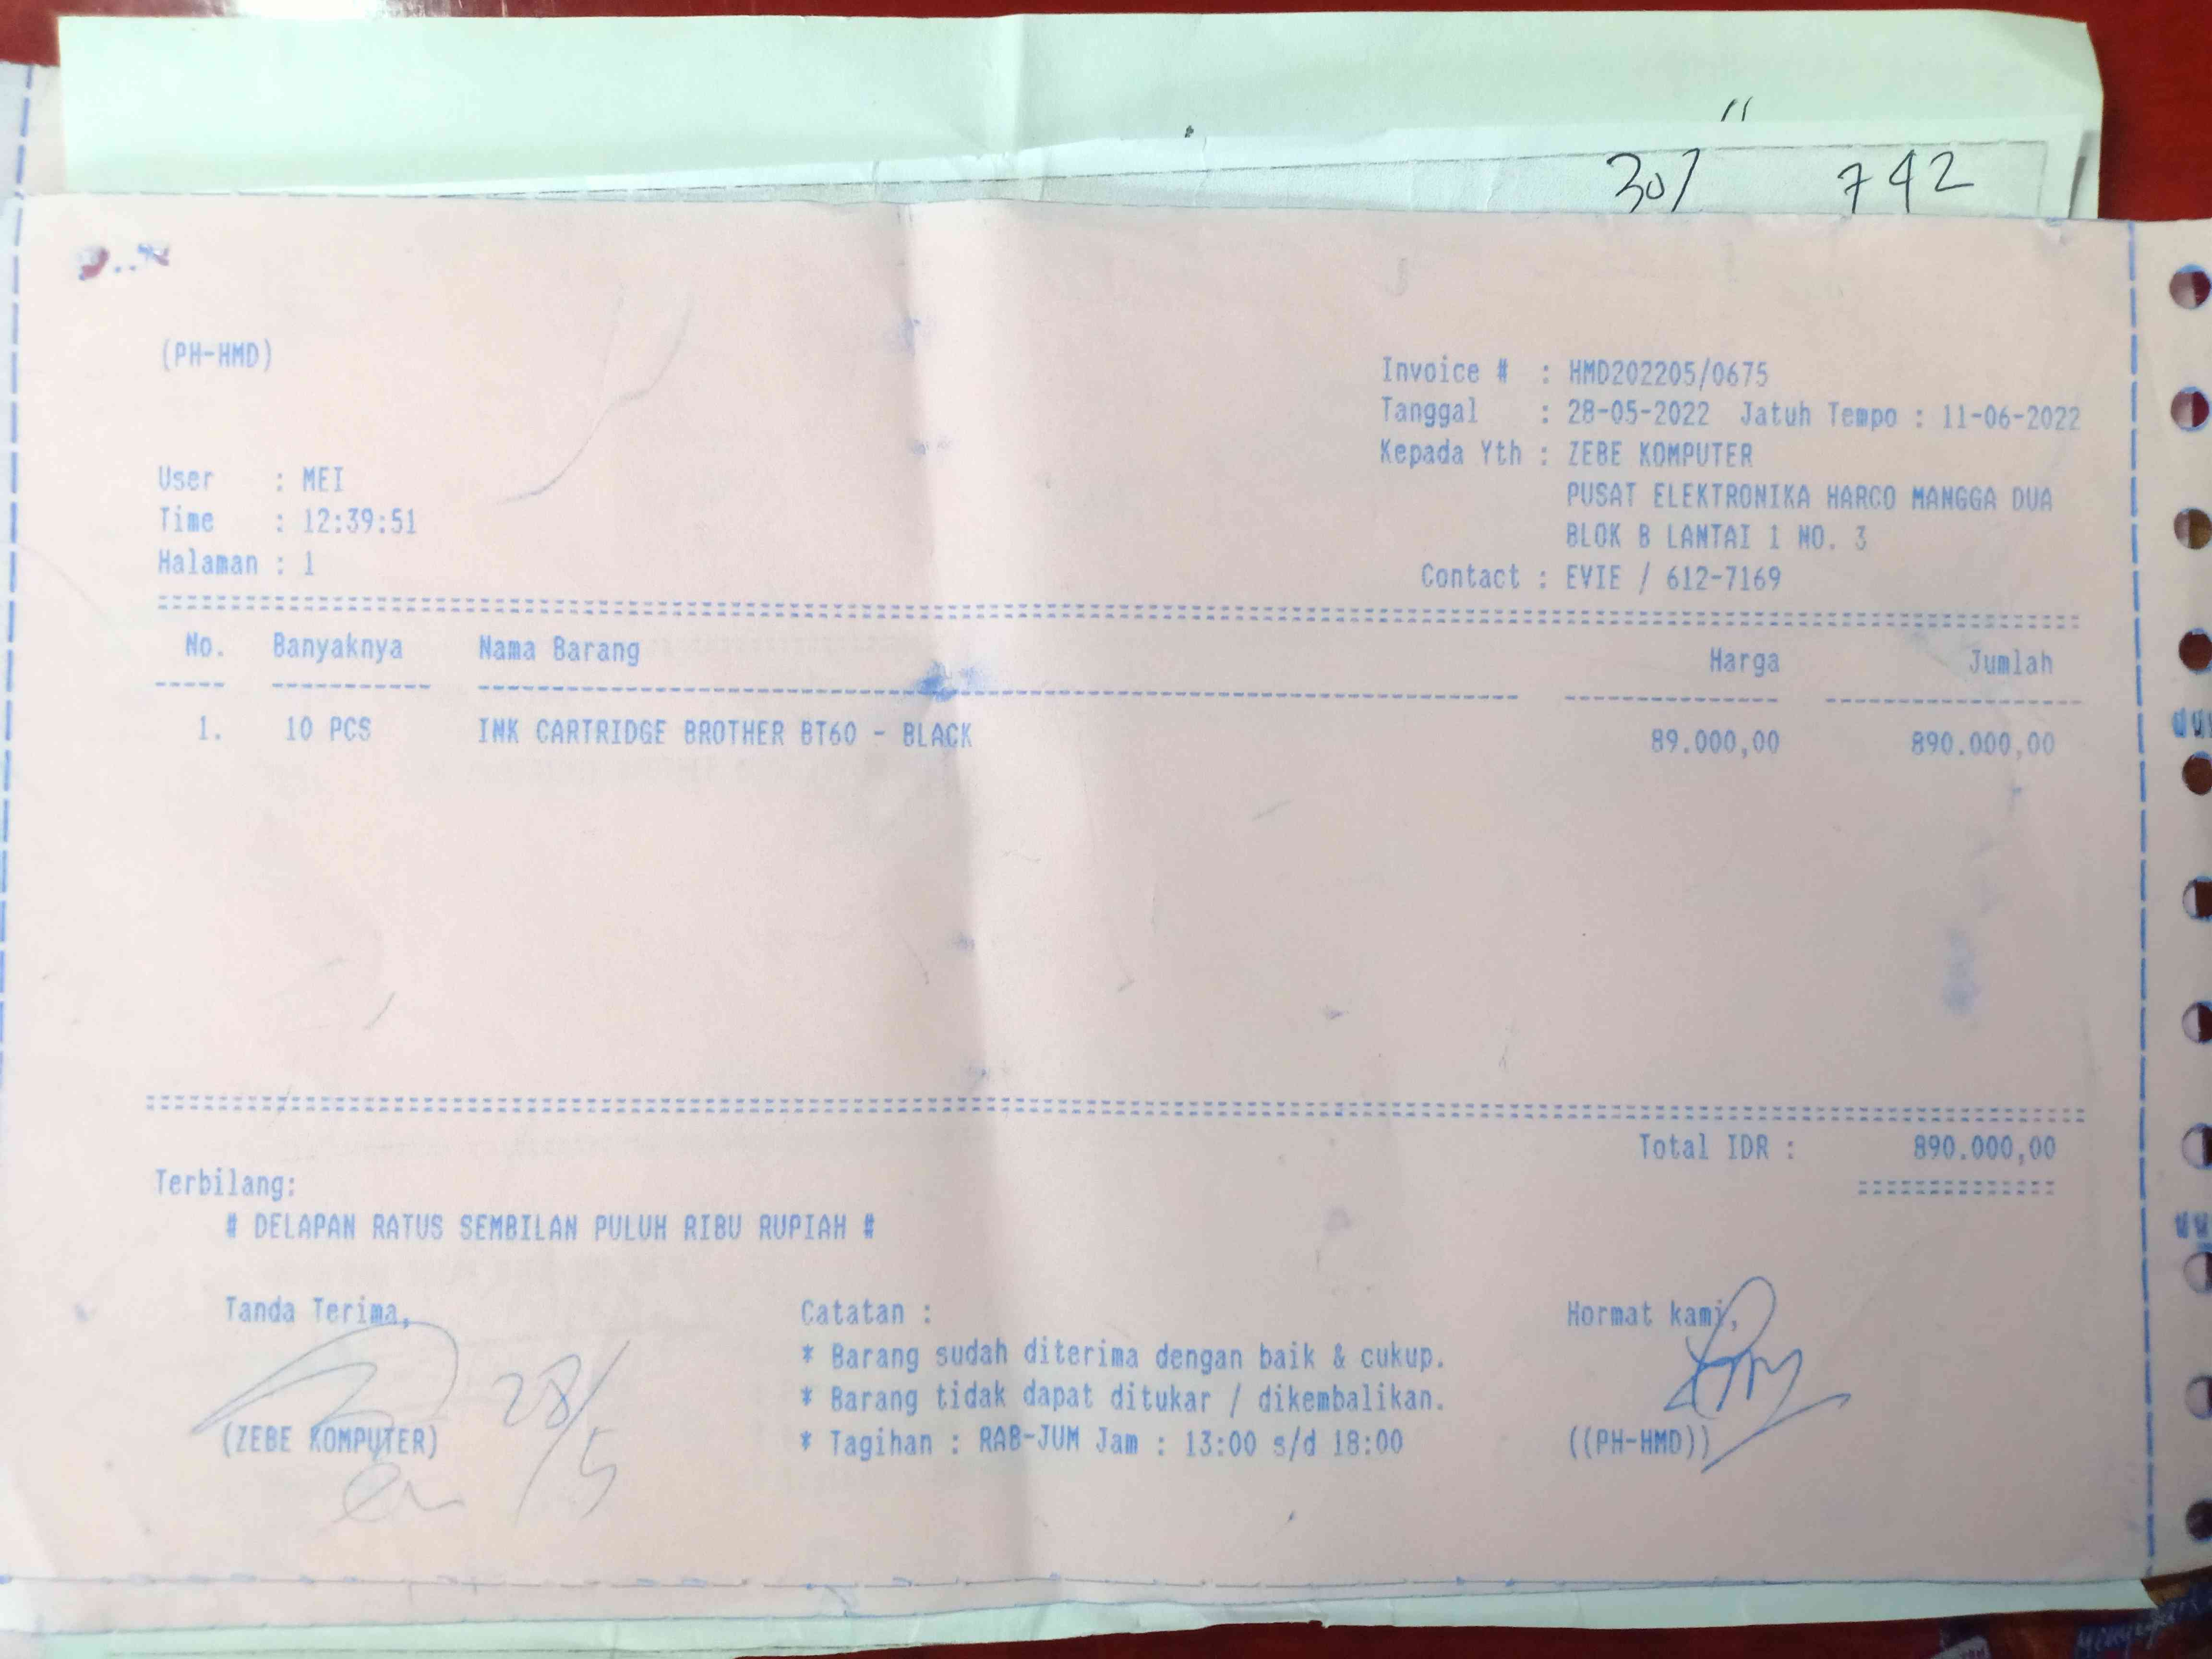 30/ 742
(PH-HMD)
Invoice # : HMD202205/0675
Tanggal : 28-05-2022 Jatuh Tempo : 11-06-2022
Kepada Yth : ZEBE KOMPUTER
PUSAT ELEKTRONIKA HARCO MANGGA DUA
BLOK B LANTAI 1 NO. 3
Contact : EVIE / 612-7169
User : MEI
Time : 12:39:51
Halaman : 1
No. Banyaknya Nama Barang Harga Jumlah
1. 10 PCS INK CARTRIDGE BROTHER BT60 - BLACK 89.000,00 890.000,00
Total IDR : 890.000,00
Terbilang:
# DELAPAN RATUS SEMBILAN PULUH RIBU RUPIAH #
Tanda Terima,
28/5
(ZEBE KOMPUTER)
Catatan :
* Barang sudah diterima dengan baik & cukup.
* Barang tidak dapat ditukar / dikembalikan.
* Tagihan : RAB-JUM Jam : 13:00 s/d 18:00
Hormat kami,
((PH-HMD))